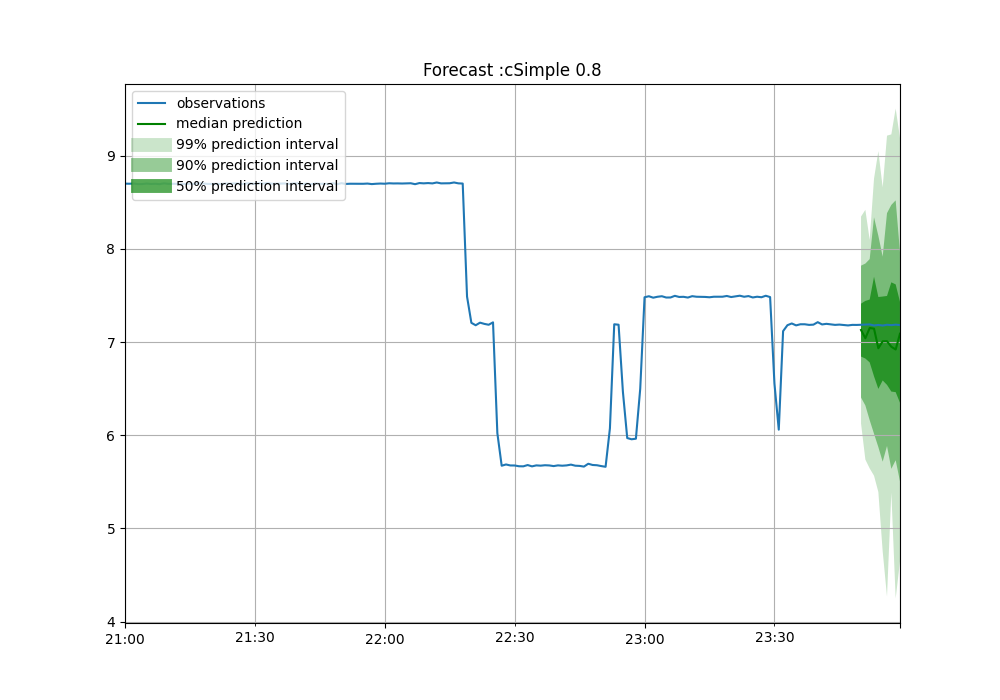 Forecast :cSimple 0.8
observations
median prediction
99% prediction interval
90% prediction interval
50% prediction interval
9
8
7
6
5
4
21:00
21:30
22:00
22:30
23:00
23:30